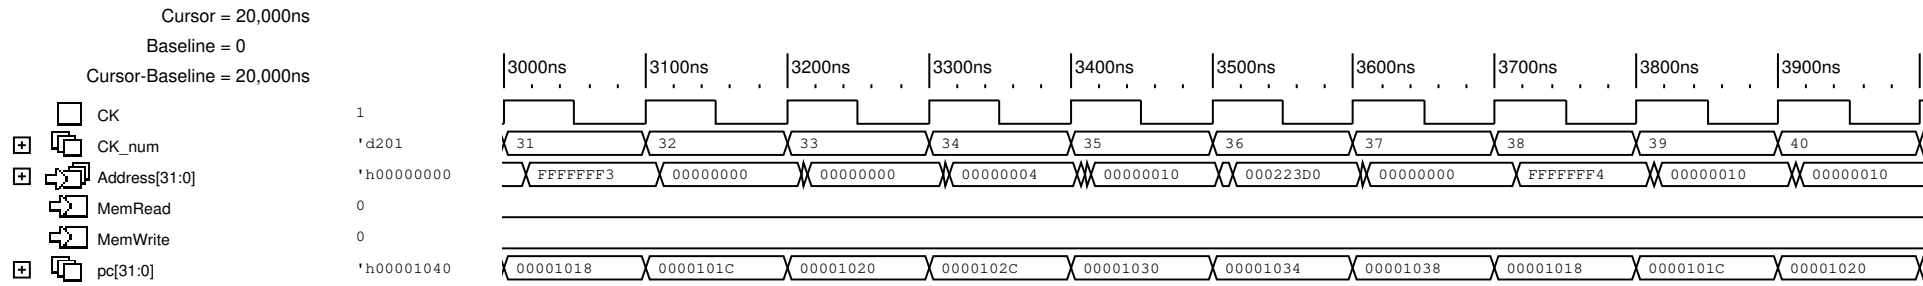 Cursor = 20,000ns
Baseline = 0
Cursor-Baseline = 20,000ns
3000ns 3100ns 3200ns 3300ns 3400ns 3500ns 3600ns 3700ns 3800ns 3900ns
CK 1
CK_num 'd201 31 32 33 34 35 36 37 38 39 40
Address[31:0] 'h00000000 FFFFFFF3 00000000 00000000 00000004 00000010 000223D0 00000000 FFFFFFF4 00000010 00000010
MemRead 0
MemWrite 0
pc[31:0] 'h00001040 00001018 0000101C 00001020 0000102C 00001030 00001034 00001038 00001018 0000101C 00001020